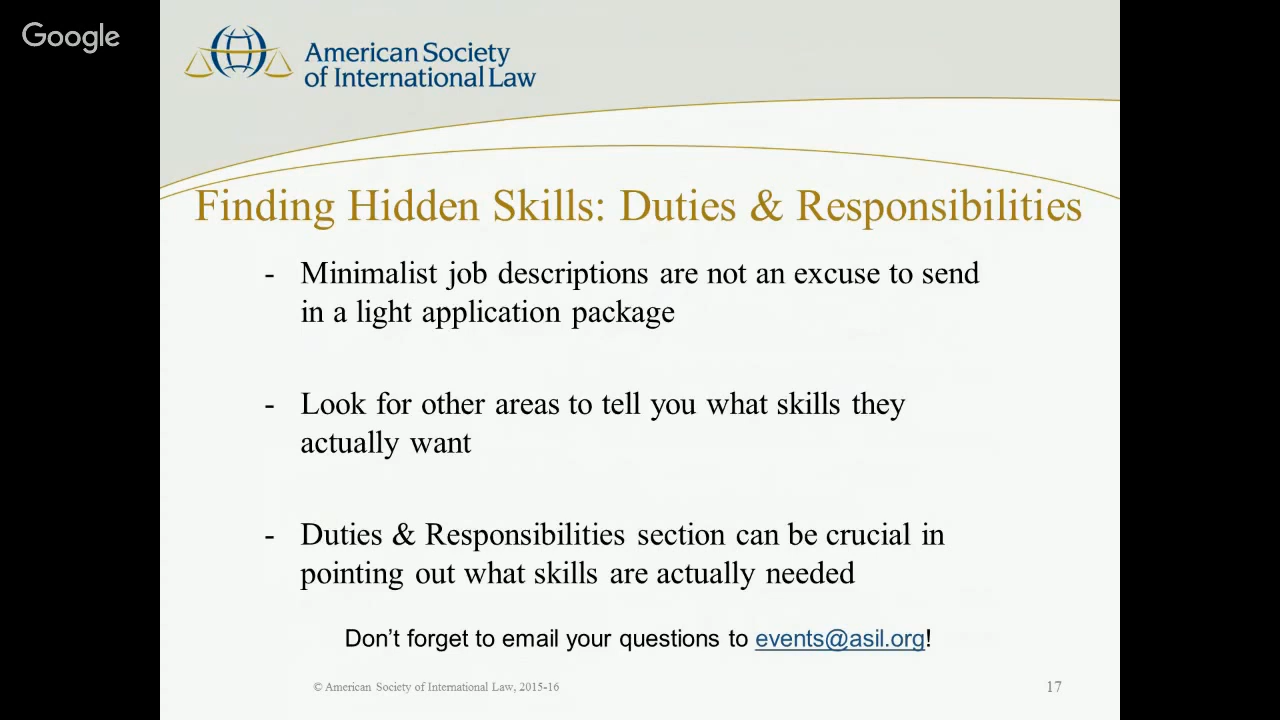 Google
American Society
of International Law
Finding Hidden Skills: Duties & Responsibilities
- Minimalist job descriptions are not an excuse to send
in a light application package
- Look for other areas to tell you what skills they
actually want
- Duties & Responsibilities section can be crucial in
pointing out what skills are actually needed
Don’t forget to email your questions to events@asil.org!
© American Society of International Law, 2015-16
17